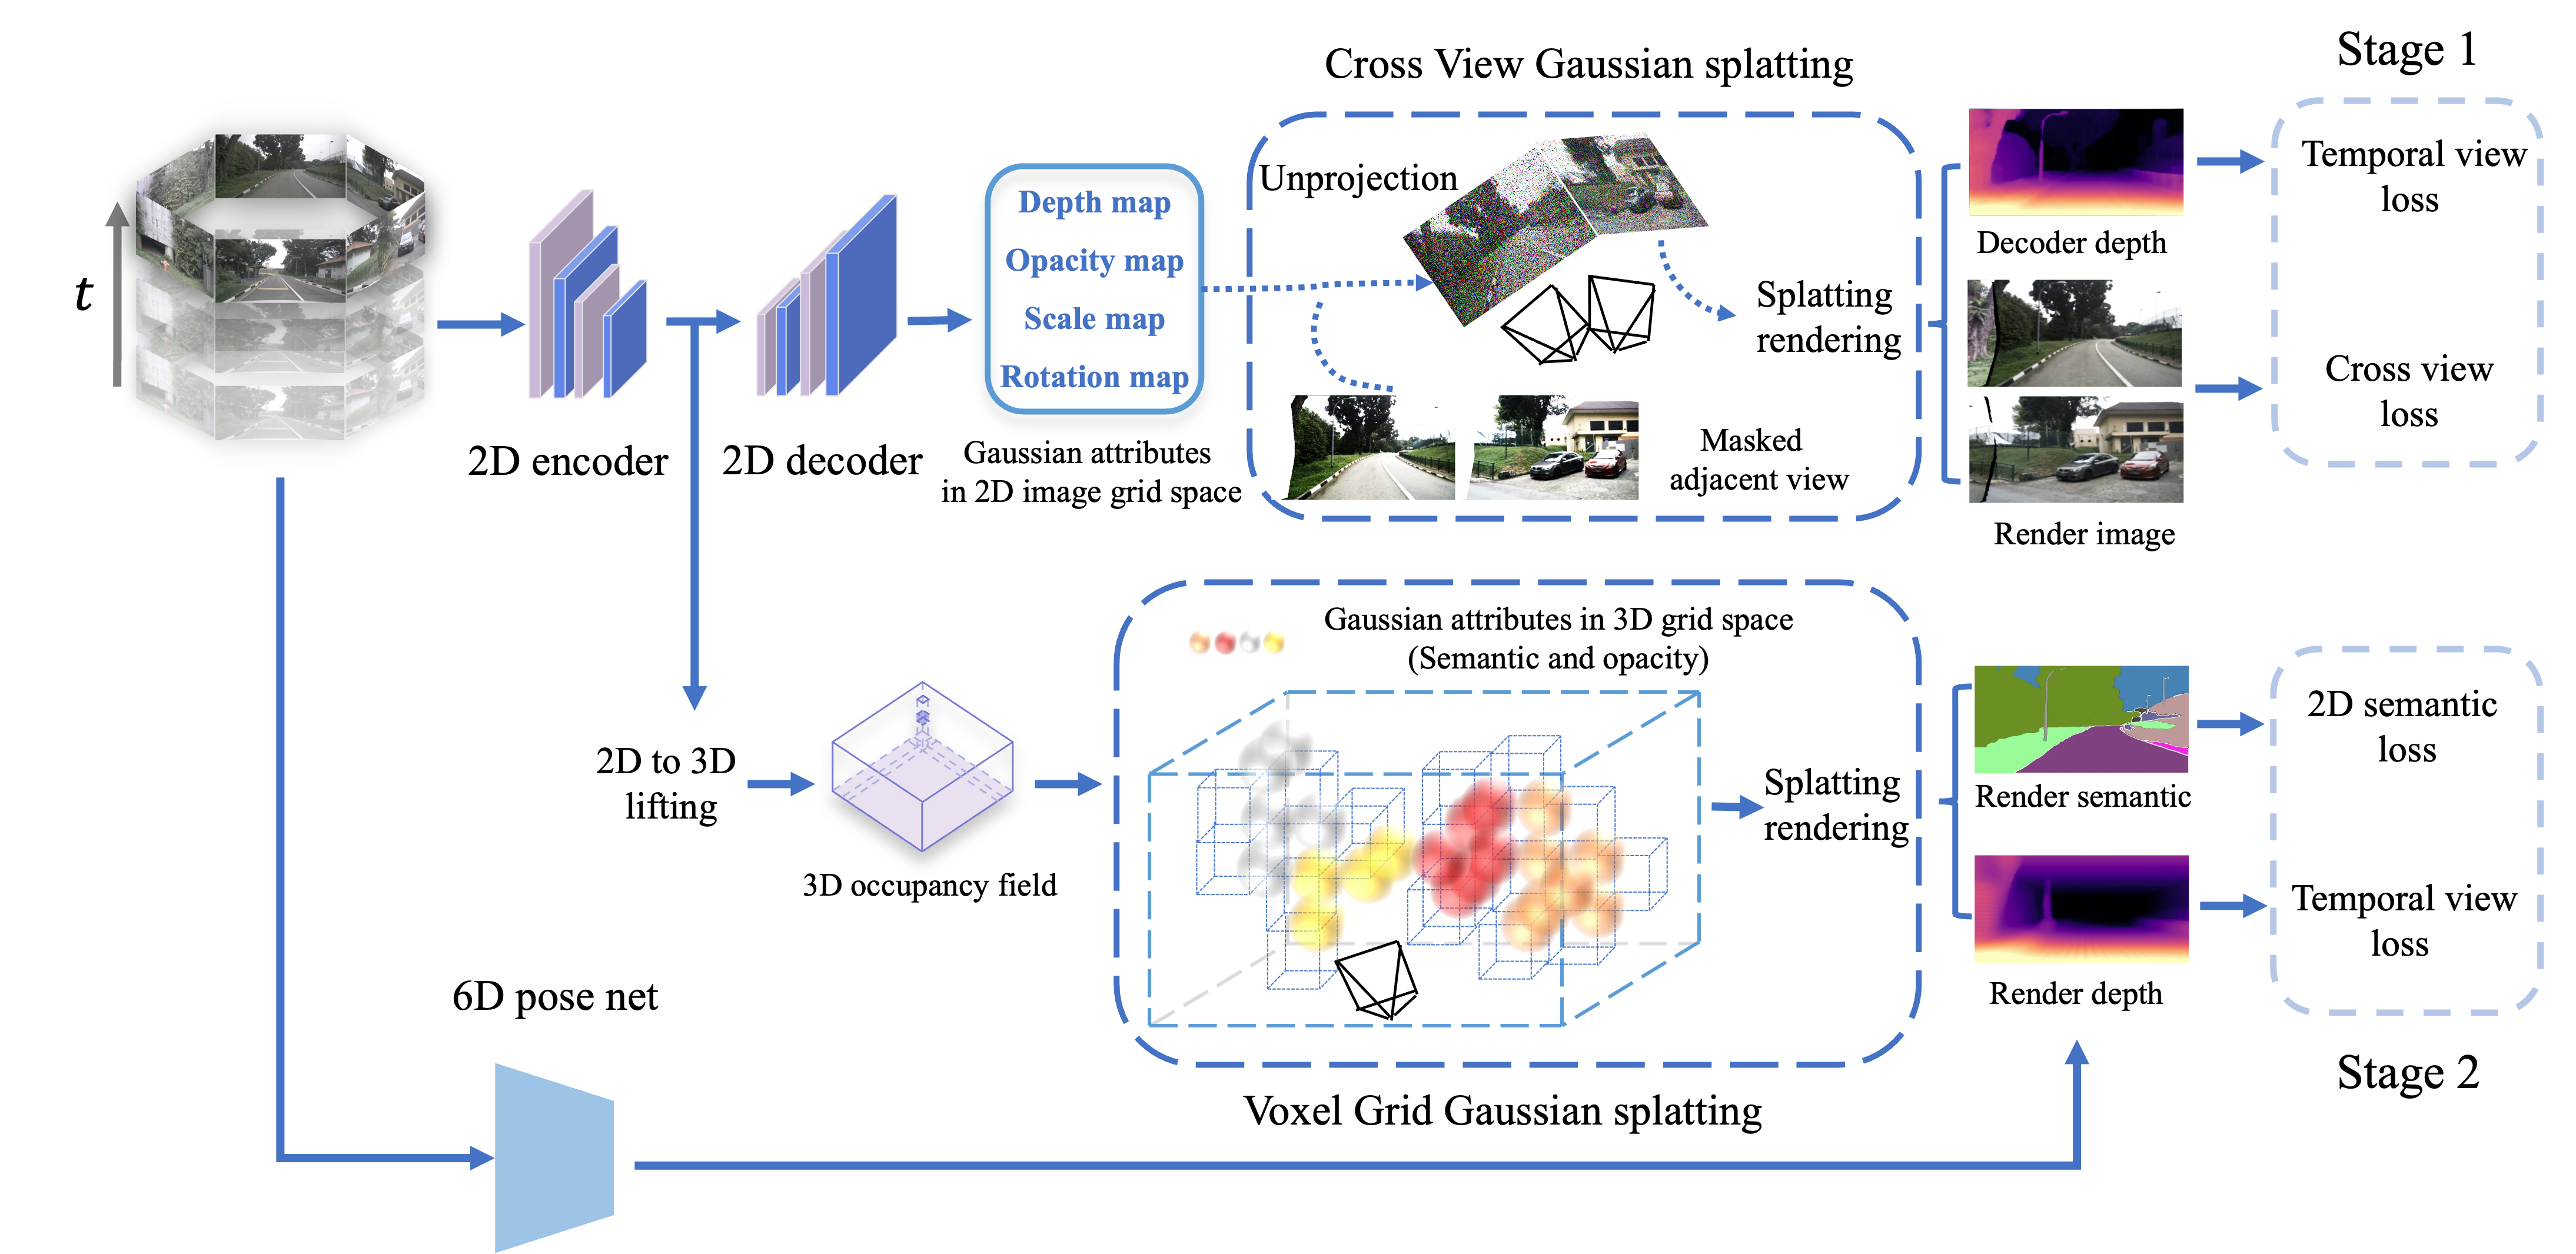 Stage 1
Cross View Gaussian splatting
Unprojection
Depth map
Opacity map
Scale map
Rotation map
t
2D encoder
2D decoder
Gaussian attributes
in 2D image grid space
Splatting
rendering
Masked
adjacent view
Decoder depth
Render image
Temporal view
loss
Cross view
loss
Gaussian attributes in 3D grid space
(Semantic and opacity)
2D to 3D
lifting
3D occupancy field
Splatting
rendering
Render semantic
Render depth
2D semantic
loss
Temporal view
loss
6D pose net
Voxel Grid Gaussian splatting
Stage 2